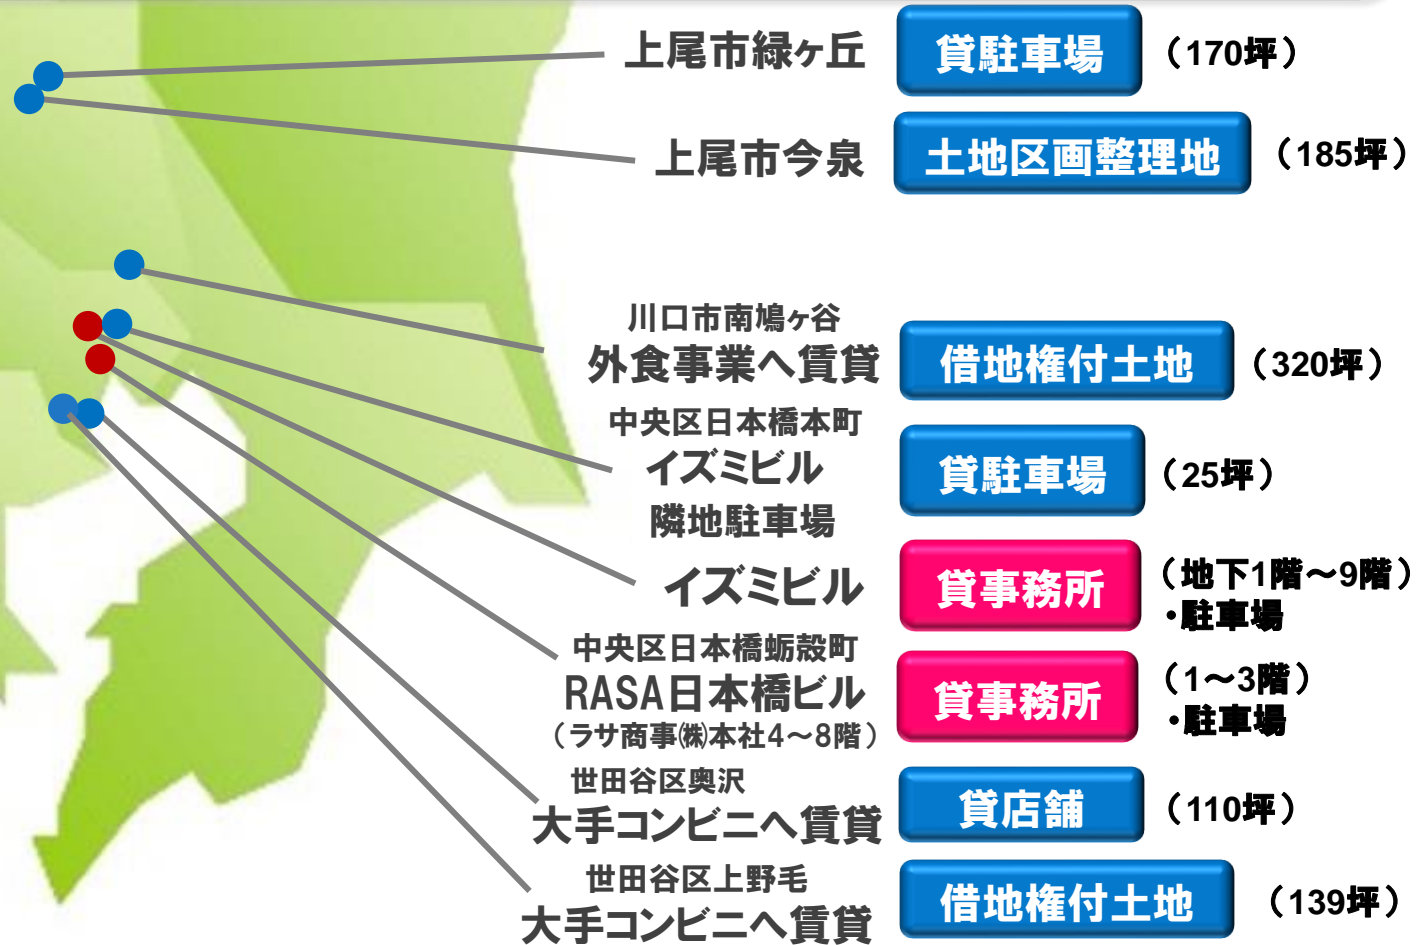 上尾市緑ヶ丘 貸駐車場 （170坪）
上尾市今泉 土地区画整理地 （185坪）
川口市南鳩ヶ谷
外食事業へ賃貸 借地権付土地 （320坪）
中央区日本橋本町
イズミビル 貸駐車場 （25坪）
隣地駐車場
イズミビル 貸事務所 （地下1階～9階）
・駐車場
中央区日本橋蛎殻町
RASA日本橋ビル 貸事務所 （1～3階）
・駐車場
（ラサ商事㈱本社4～8階）
世田谷区奥沢
大手コンビニへ賃貸 貸店舗 （110坪）
世田谷区上野毛
大手コンビニへ賃貸 借地権付土地 （139坪）